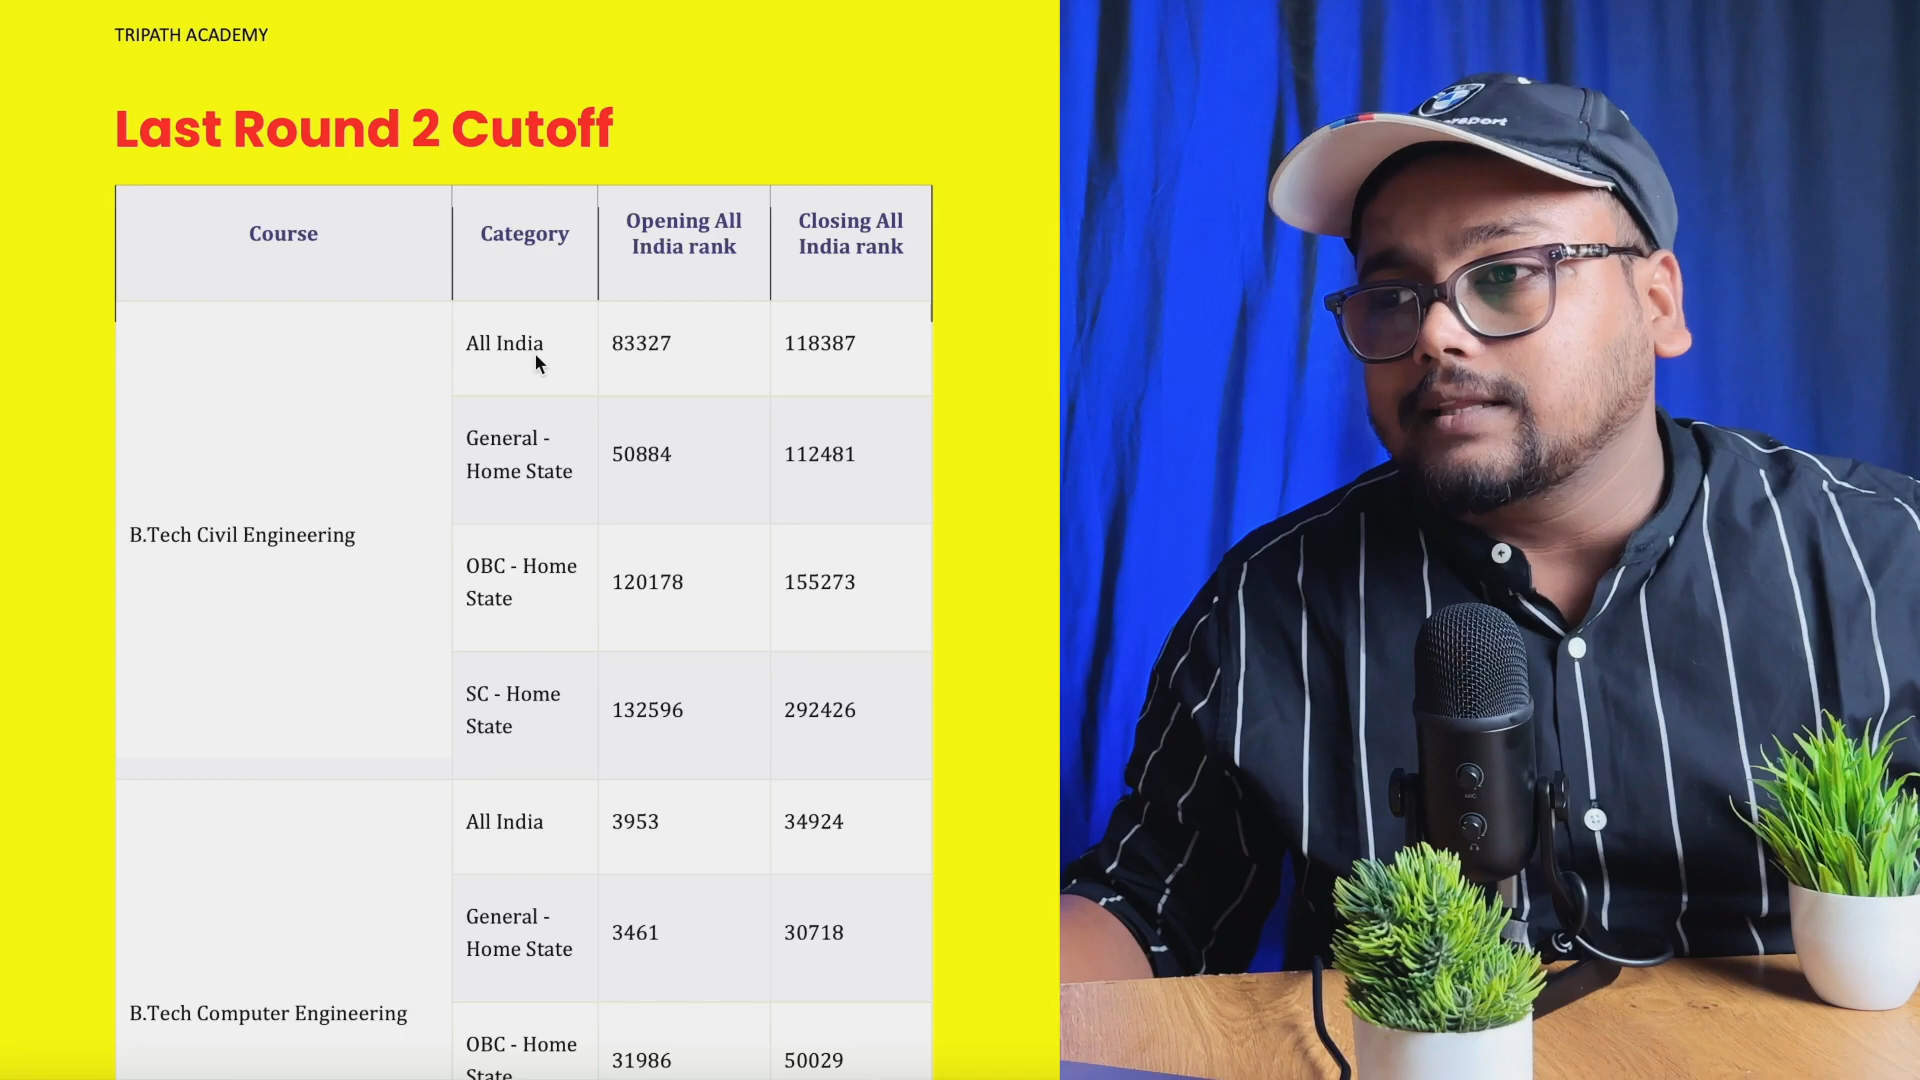 TRIPATH ACADEMY
Last Round 2 Cutoff
Course
Category
Opening All
India rank
Closing All
India rank
B.Tech Civil Engineering
All India
83327
118387
General -
Home State
50884
112481
OBC - Home
State
120178
155273
SC - Home
State
132596
292426
B.Tech Computer Engineering
All India
3953
34924
General -
Home State
3461
30718
OBC - Home
State
31986
50029